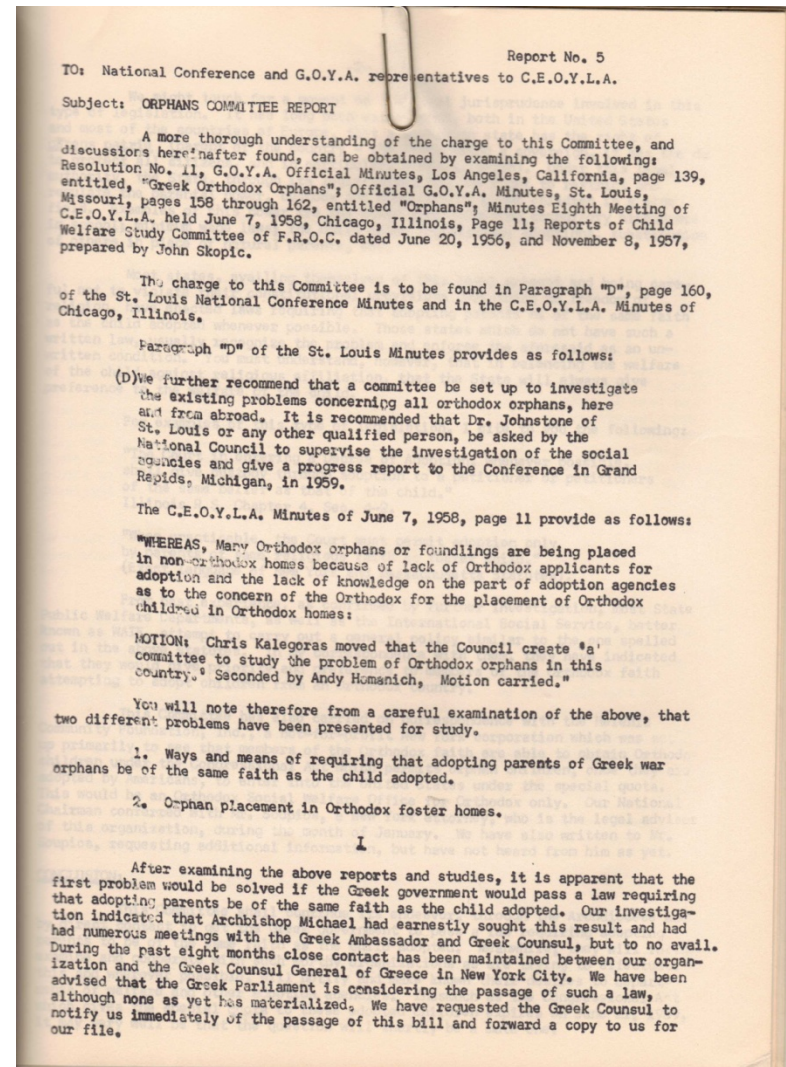 Report No. 5
TO: National Conference and G.O.Y.A. representatives to C.E.O.Y.L.A.
Subject: ORPHANS COMMITTEE REPORT
A more thorough understanding of the charge to this Committee, and
discussions hereinafter found, can be obtained by examining the following:
Resolution No. 11, G.O.Y.A. Official Minutes, Los Angeles, California, page 139,
entitled, "Greek Orthodox Orphans"; Official G.O.Y.A. Minutes, St. Louis,
Missouri, pages 158 through 162, entitled "Orphans"; Minutes Eighth Meeting of
C.E.O.Y.L.A. held June 7, 1958, Chicago, Illinois, Page 11; Reports of Child
Welfare Study Committee of F.R.O.C. dated June 20, 1956, and November 8, 1957,
prepared by John Skopic.
The charge to this Committee is to be found in Paragraph "D", page 160,
of the St. Louis National Conference Minutes and in the C.E.O.Y.L.A. Minutes of
Chicago, Illinois.
Paragraph "D" of the St. Louis Minutes provides as follows:
(D)We further recommend that a committee be set up to investigate
the existing problems concerning all orthodox orphans, here
and from abroad. It is recommended that Dr. Johnstone of
St. Louis or any other qualified person, be asked by the
National Council to supervise the investigation of the social
agencies and give a progress report to the Conference in Grand
Rapids, Michigan, in 1959.
The C.E.O.Y.L.A. Minutes of June 7, 1958, page 11 provide as follows:
"WHEREAS, Many Orthodox orphans or foundlings are being placed
in non-orthodox homes because of lack of Orthodox applicants for
adoption and the lack of knowledge on the part of adoption agencies
as to the concern of the Orthodox for the placement of Orthodox
children in Orthodox homes:
MOTION: Chris Kalegoras moved that the Council create 'a'
committee to study the problem of Orthodox orphans in this
country.' Seconded by Andy Homanich, Motion carried."
You will note therefore from a careful examination of the above, that
two different problems have been presented for study.
1. Ways and means of requiring that adopting parents of Greek war
orphans be of the same faith as the child adopted.
2. Orphan placement in Orthodox foster homes.
I
After examining the above reports and studies, it is apparent that the
first problem would be solved if the Greek government would pass a law requiring
that adopting parents be of the same faith as the child adopted. Our investiga-
tion indicated that Archbishop Michael had earnestly sought this result and had
had numerous meetings with the Greek Ambassador and Greek Counsul, but to no avail.
During the past eight months close contact has been maintained between our organ-
ization and the Greek Counsul General of Greece in New York City. We have been
advised that the Greek Parliament is considering the passage of such a law,
although none as yet has materialized. We have requested the Greek Counsul to
notify us immediately of the passage of this bill and forward a copy to us for
our file.